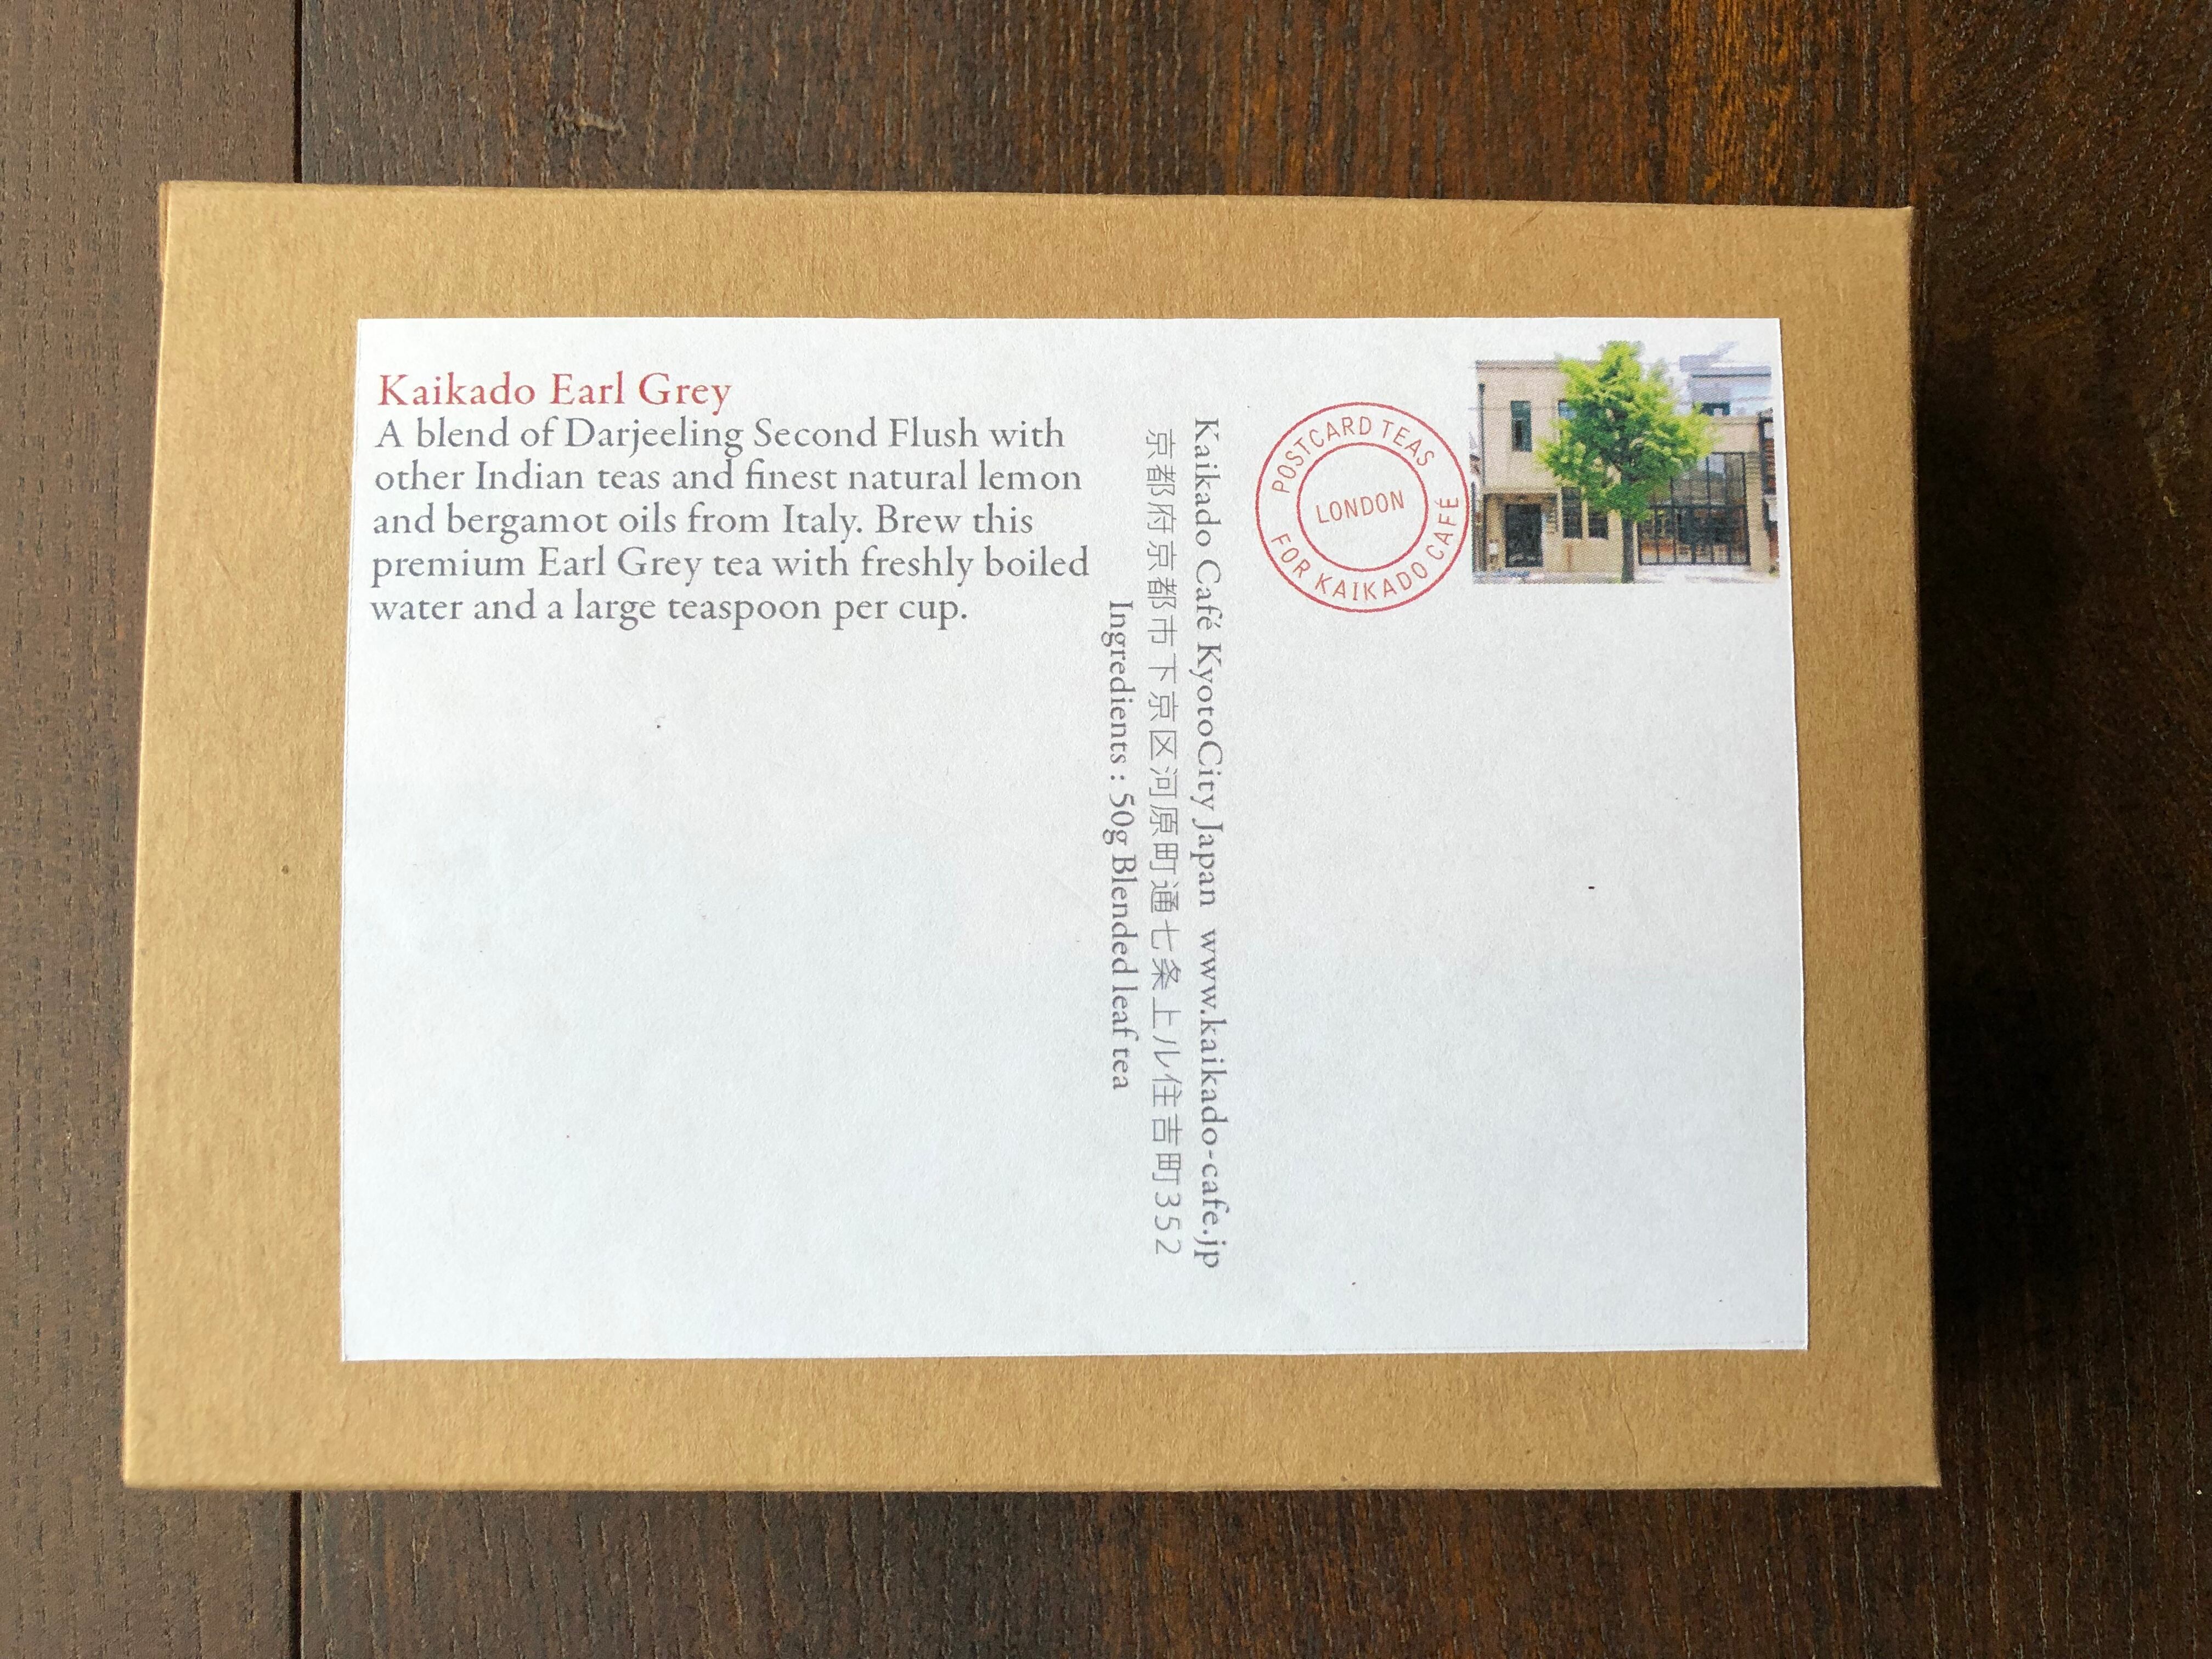 Kaikado Earl Grey
A blend of Darjeeling Second Flush with
other Indian teas and finest natural lemon
and bergamot oils from Italy. Brew this
premium Earl Grey tea with freshly boiled
water and a large teaspoon per cup.
Kaikado Café KyotoCity Japan www.kaikado-cafe.jp
京都府京都市下京区河原町通七条上ル住吉町352
Ingredients : 50g Blended leaf tea
POSTCARD TEAS
LONDON
FOR KAIKADO CAFÉ